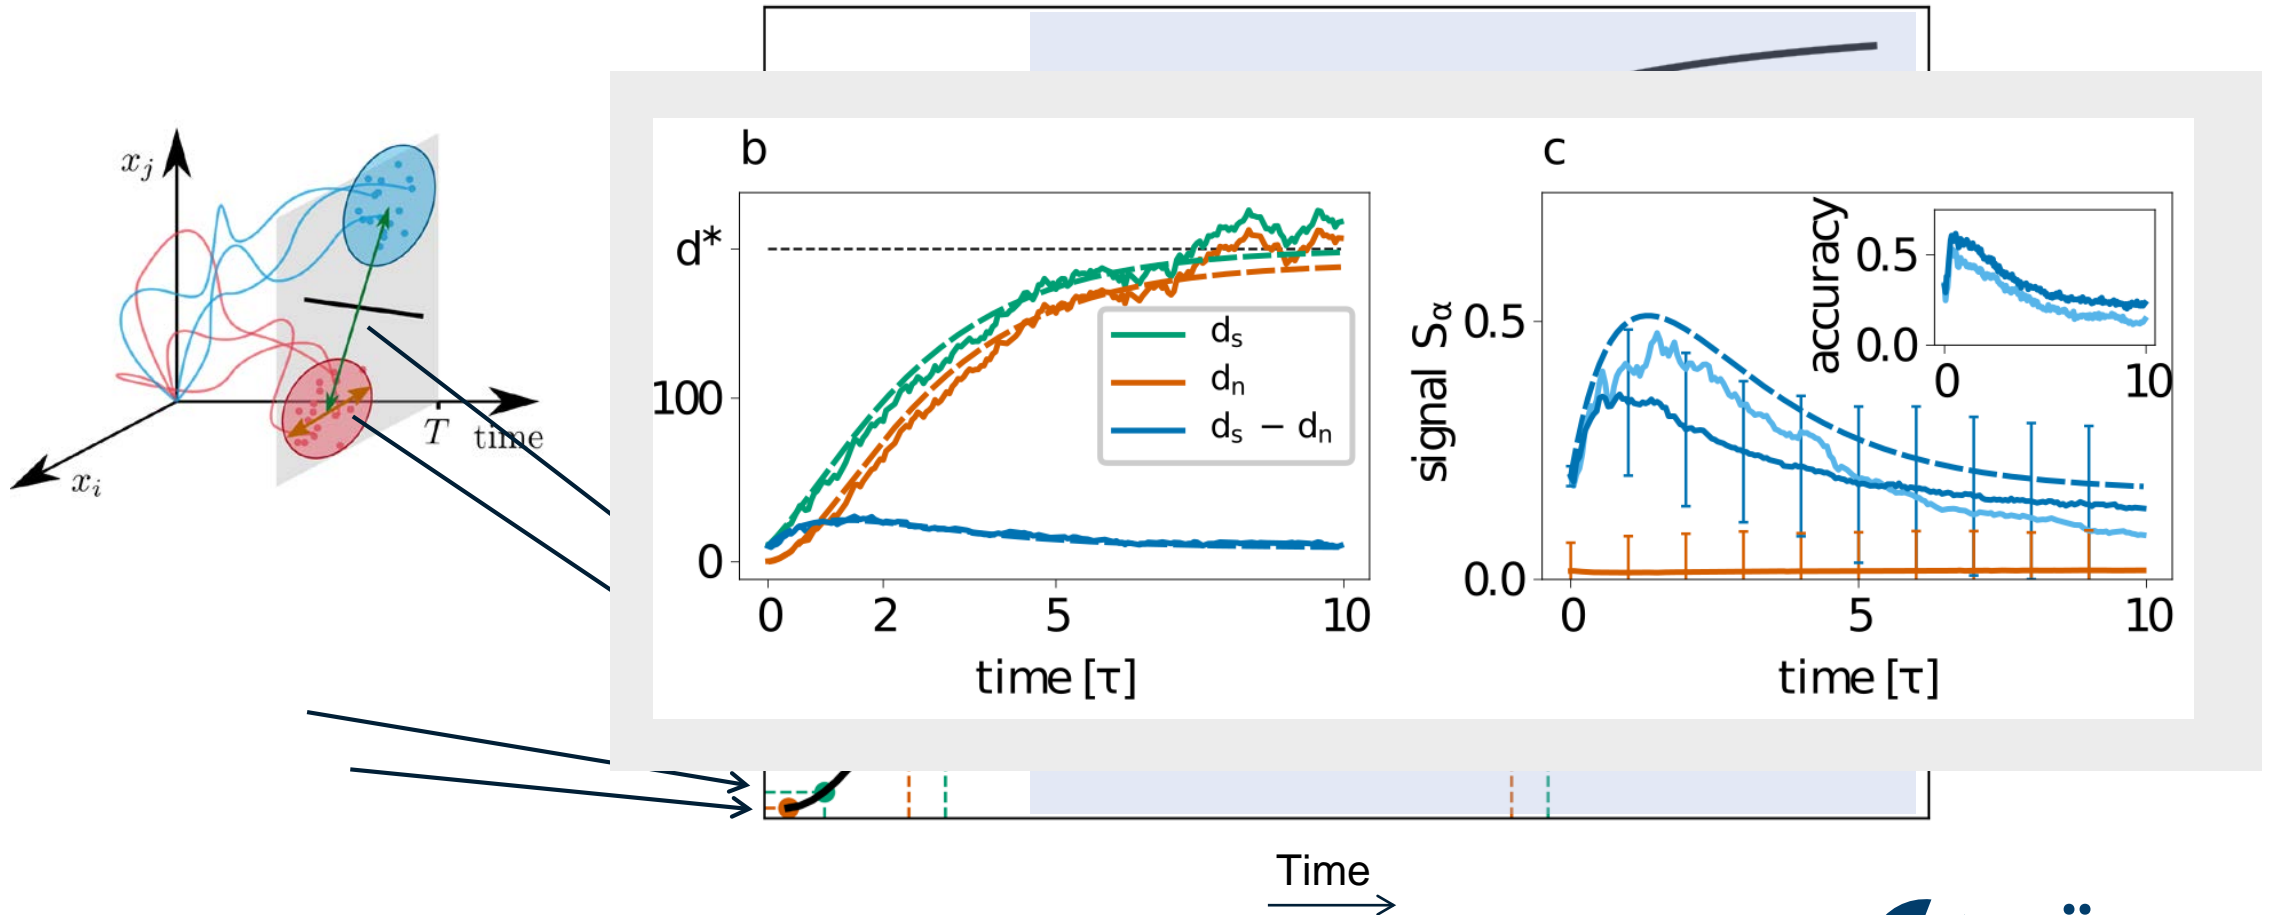 x_j
x_i
T
time
b
d*
100
0
0
2
5
10
time [τ]
d_s
d_n
d_s − d_n
c
signal S_α
0.5
0.0
0
5
10
time [τ]
accuracy
0.5
0.0
0
10
Time